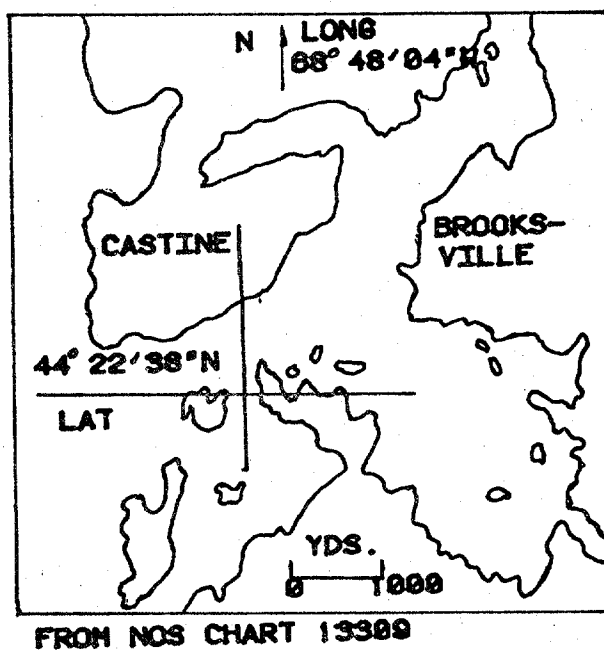 N
LONG
68° 48' 04" W
CASTINE
BROOKS-
VILLE
44° 22' 38" N
LAT
YDS.
0 1000
FROM NOS CHART 13309